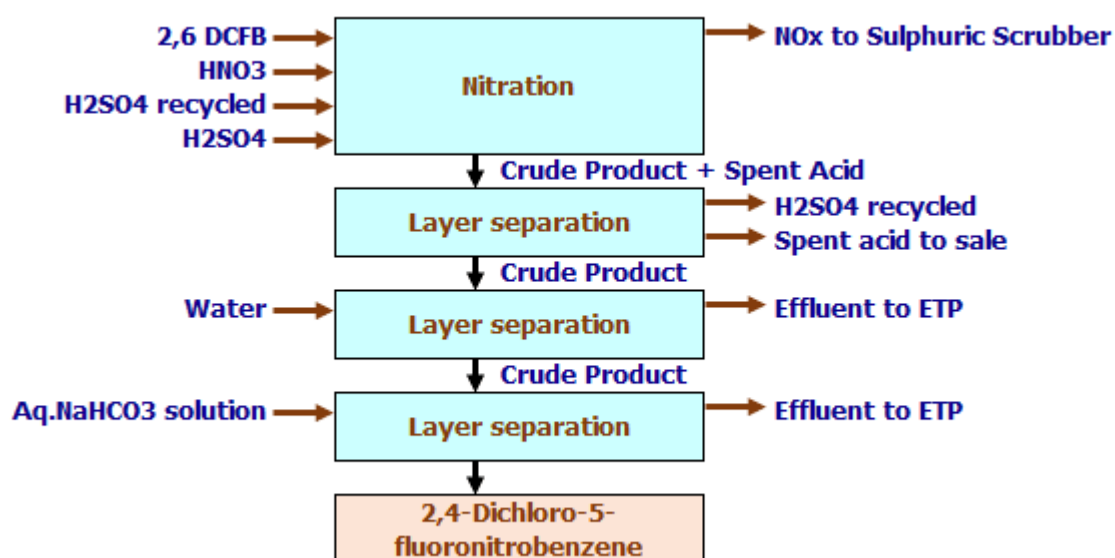 2,6 DCFB
HNO3
H2SO4 recycled
H2SO4
Nitration
NOx to Sulphuric Scrubber
Crude Product + Spent Acid
Layer separation
H2SO4 recycled
Spent acid to sale
Crude Product
Water
Layer separation
Effluent to ETP
Crude Product
Aq.NaHCO3 solution
Layer separation
Effluent to ETP
2,4-Dichloro-5-
fluoronitrobenzene